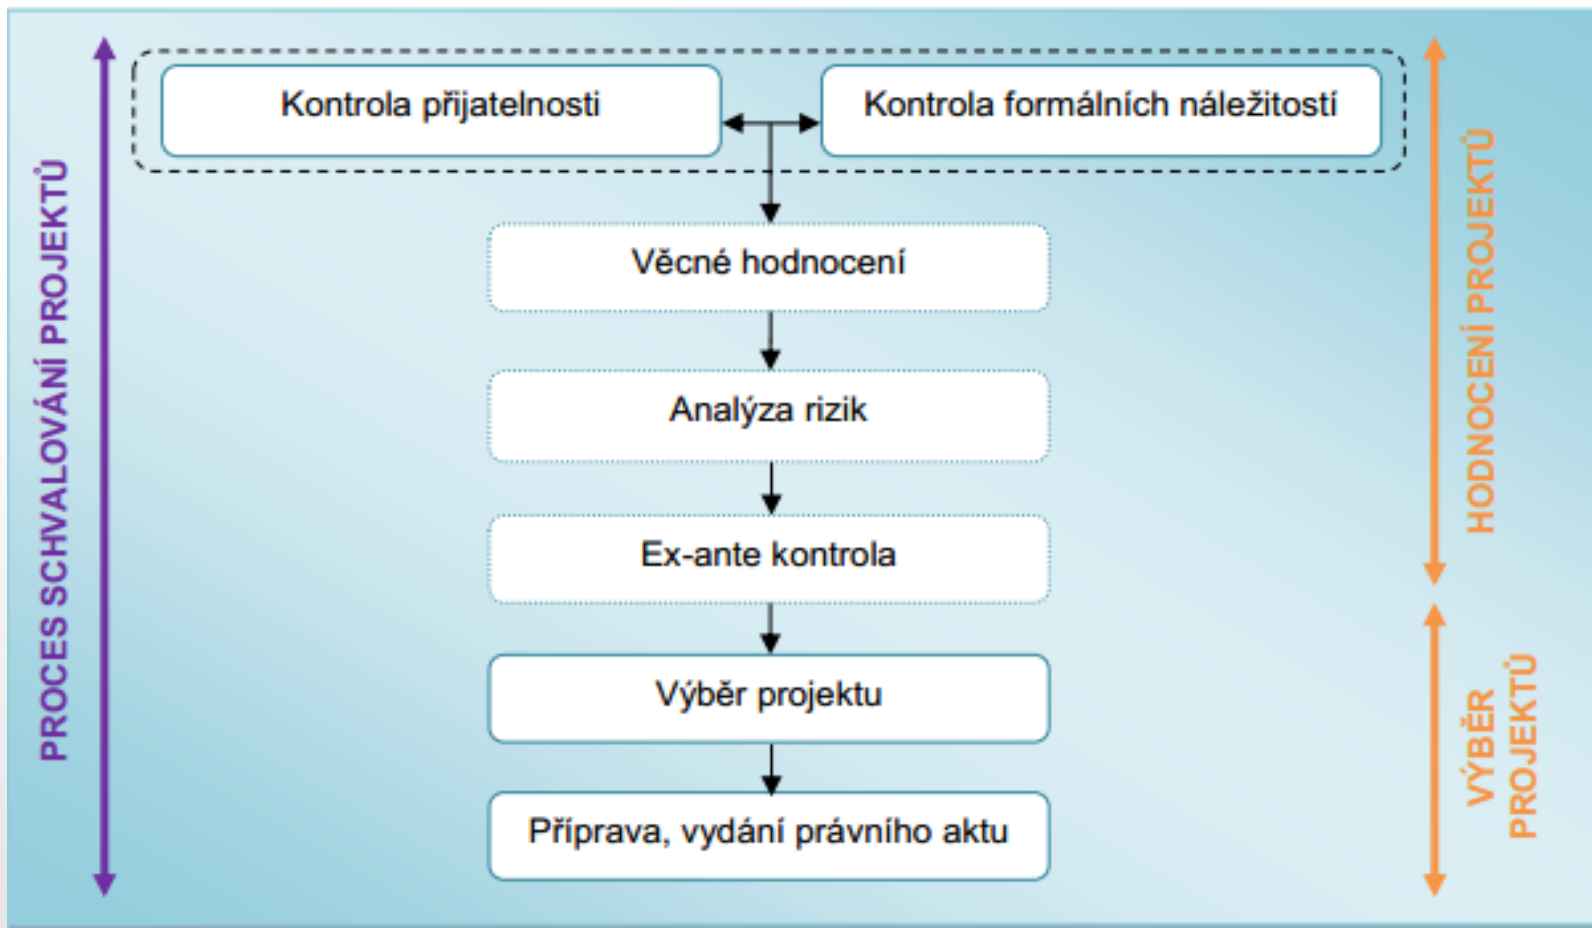 Kontrola přijatelnosti
Kontrola formálních náležitostí
Věcné hodnocení
Analýza rizik
Ex-ante kontrola
Výběr projektu
Příprava, vydání právního aktu
PROCES SCHVALOVÁNÍ PROJEKTŮ
HODNOCENÍ PROJEKTŮ
VÝBĚR
PROJEKTŮ